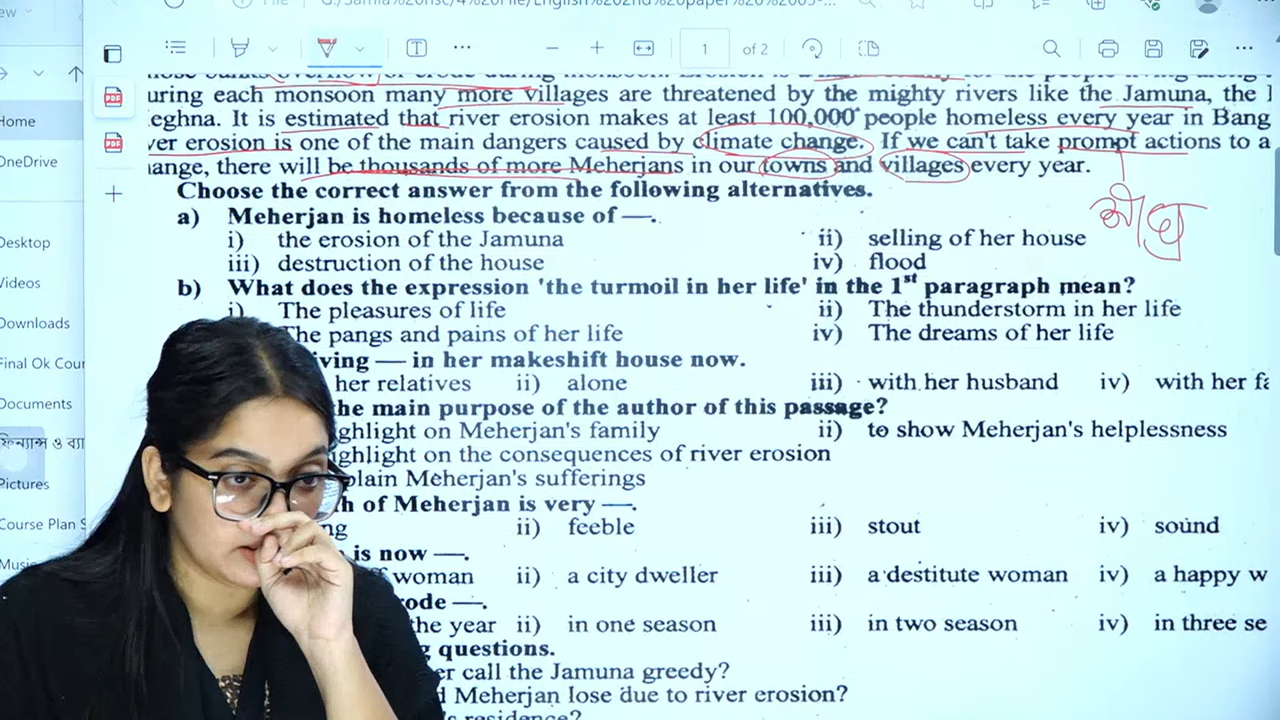 1 of 2
uring each monsoon many more villages are threatened by the mighty rivers like the Jamuna, the
eghna. It is estimated that river erosion makes at least 100,000 people homeless every year in Bang
ver erosion is one of the main dangers caused by climate change. If we can't take prompt actions to a
ange, there will be thousands of more Meherjans in our towns and villages every year.
Choose the correct answer from the following alternatives.
a) Meherjan is homeless because of —.
i) the erosion of the Jamuna ii) selling of her house
iii) destruction of the house iv) flood
b) What does the expression 'the turmoil in her life' in the 1st paragraph mean?
i) The pleasures of life ii) The thunderstorm in her life
The pangs and pains of her life iv) The dreams of her life
iving — in her makeshift house now.
her relatives ii) alone iii) with her husband iv) with her fa
he main purpose of the author of this passage?
ghlight on Meherjan's family ii) to show Meherjan's helplessness
ghlight on the consequences of river erosion
plain Meherjan's sufferings
h of Meherjan is very —.
ng ii) feeble iii) stout iv) sound
is now —.
woman ii) a city dweller iii) a destitute woman iv) a happy w
rode —.
the year ii) in one season iii) in two season iv) in three se
g questions.
er call the Jamuna greedy?
d Meherjan lose due to river erosion?
's residence?
Home
OneDrive
Desktop
Videos
Downloads
Final Ok Cour
Documents
ফিন্যান্স ও ব্যা
Pictures
Course Plan S
Music